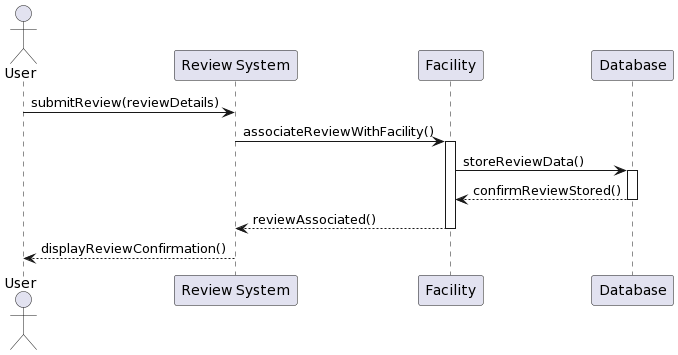 User
Review System
Facility
Database
submitReview(reviewDetails)
associateReviewWithFacility()
storeReviewData()
confirmReviewStored()
reviewAssociated()
displayReviewConfirmation()
User
Review System
Facility
Database